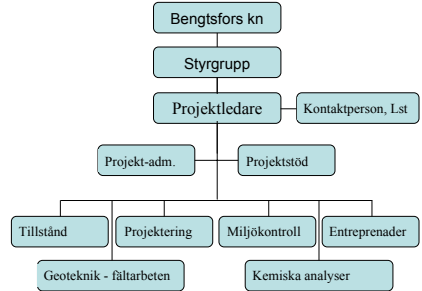 Bengtsfors kn
Styrgrupp
Projektledare
Kontaktperson, Lst
Projekt-adm.
Projektstöd
Tillstånd
Projektering
Miljökontroll
Entreprenader
Geoteknik - fältarbeten
Kemiska analyser